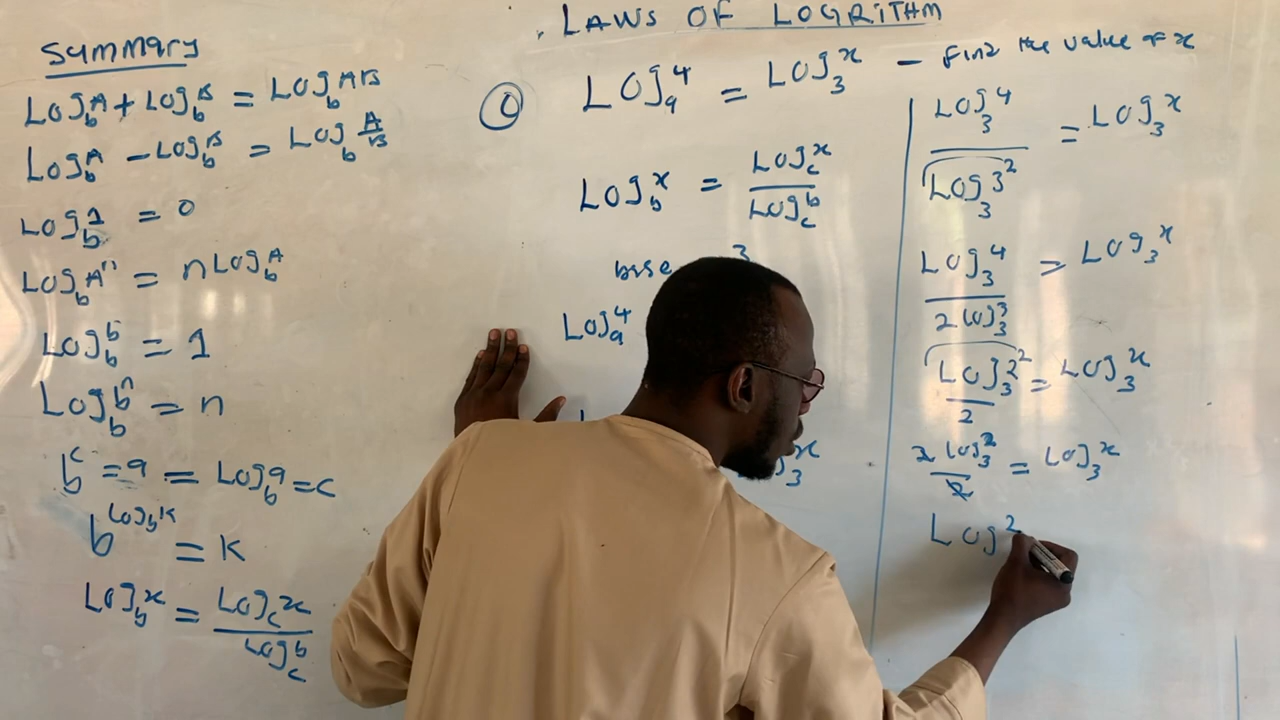 LAWS OF LOGRITHM
Summary
Log_b^A + Log_b^B = Log_b^AB
Log_b^A - Log_b^B = Log_b^A/B
Log_b^1 = 0
Log_b^A^n = n Log_b^A
Log_b^b = 1
Log_b^b^n = n
b^c = a = Log_b^a = c
b^Log_b^K = K
Log_b^x = Log_c^x / Log_c^b
C Log_9^4 = Log_3^x - Find the value of x
Log_b^x = Log_c^x / Log_c^b
base 3
Log_9^4
Log_3^4 / Log_3^3^2 = Log_3^x
Log_3^4 / 2 Log_3^3 = Log_3^x
Log_3^2^2 / 2 = Log_3^x
2 Log_3^2 / 2 = Log_3^x
Log^2